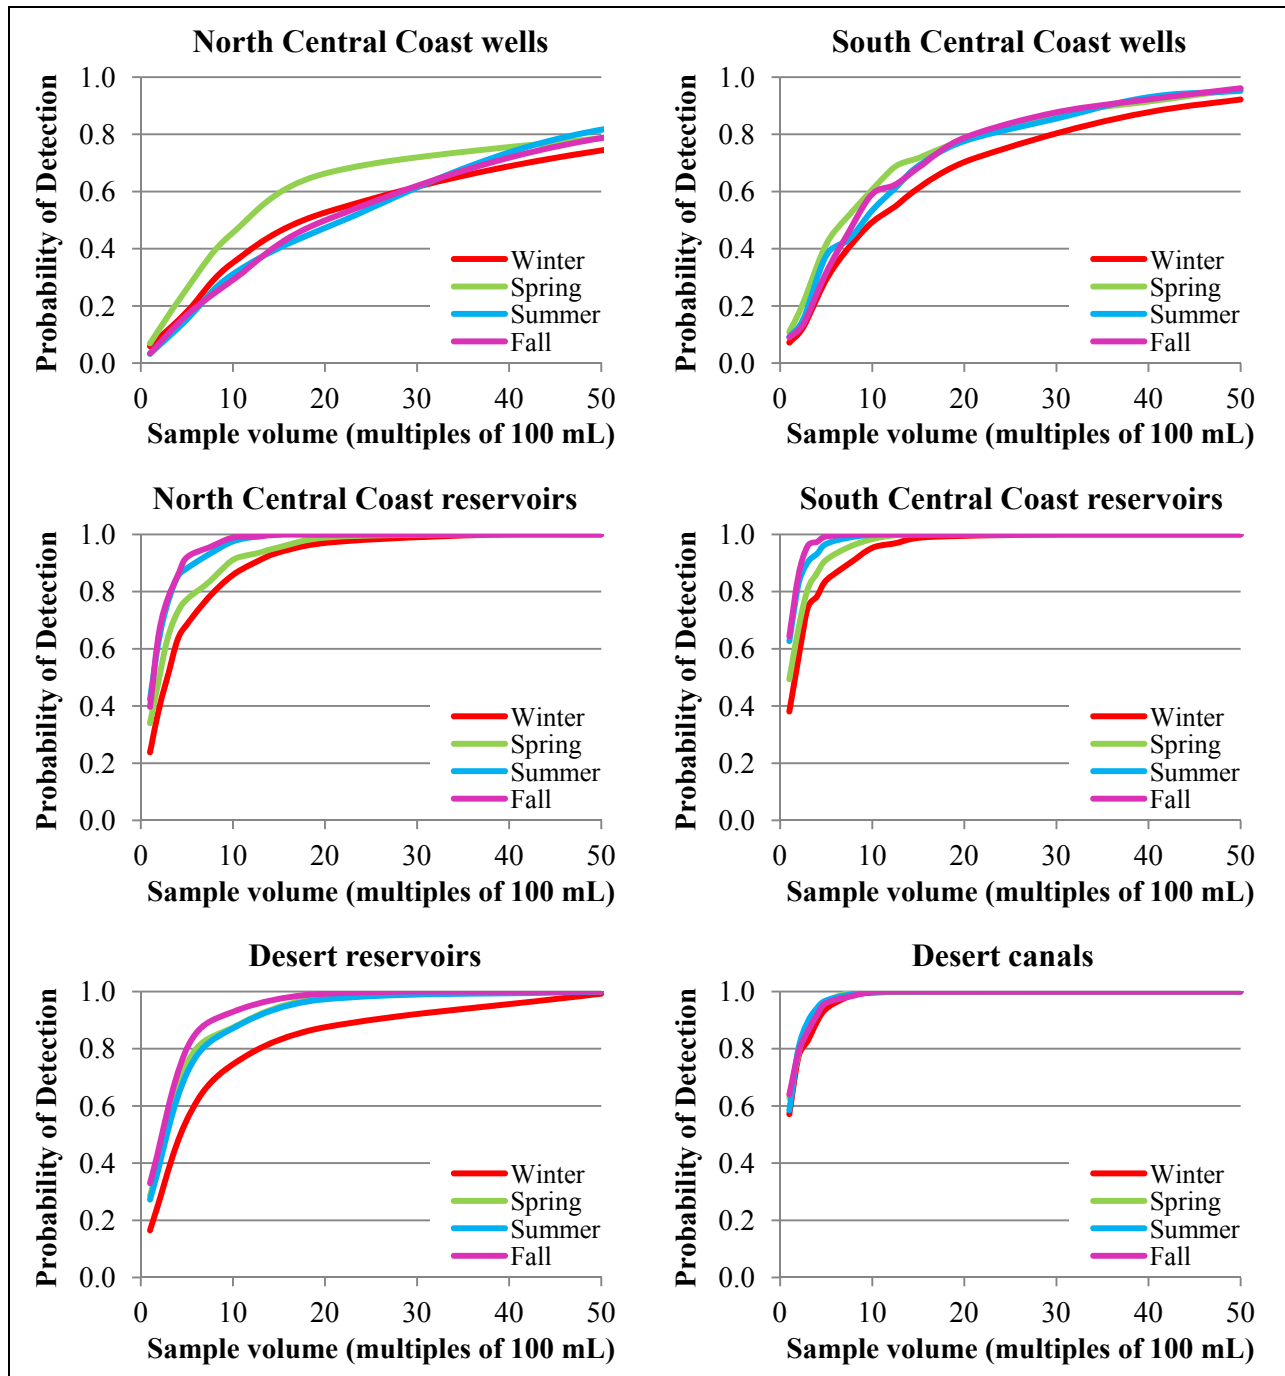 North Central Coast wells
Probability of Detection
1.0
0.8
0.6
0.4
0.2
0.0
Winter
Spring
Summer
Fall
0 10 20 30 40 50
Sample volume (multiples of 100 mL)
South Central Coast wells
Probability of Detection
1.0
0.8
0.6
0.4
0.2
0.0
Winter
Spring
Summer
Fall
0 10 20 30 40 50
Sample volume (multiples of 100 mL)
North Central Coast reservoirs
Probability of Detection
1.0
0.8
0.6
0.4
0.2
0.0
Winter
Spring
Summer
Fall
0 10 20 30 40 50
Sample volume (multiples of 100 mL)
South Central Coast reservoirs
Probability of Detection
1.0
0.8
0.6
0.4
0.2
0.0
Winter
Spring
Summer
Fall
0 10 20 30 40 50
Sample volume (multiples of 100 mL)
Desert reservoirs
Probability of Detection
1.0
0.8
0.6
0.4
0.2
0.0
Winter
Spring
Summer
Fall
0 10 20 30 40 50
Sample volume (multiples of 100 mL)
Desert canals
Probability of Detection
1.0
0.8
0.6
0.4
0.2
0.0
Winter
Spring
Summer
Fall
0 10 20 30 40 50
Sample volume (multiples of 100 mL)